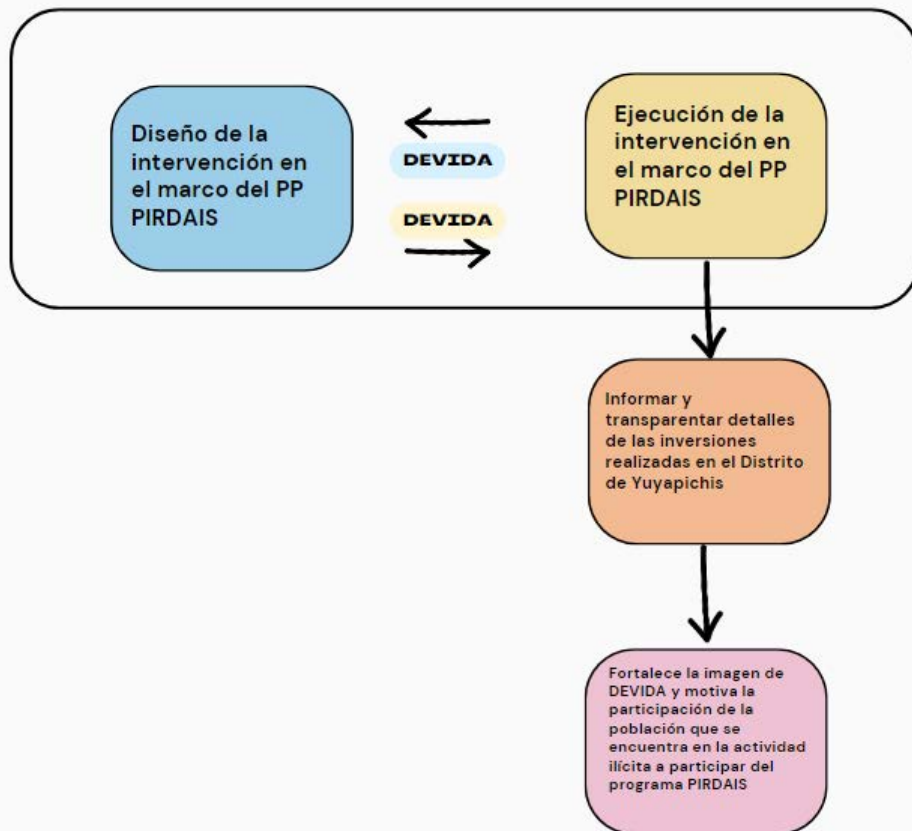 Diseño de la
intervención en
el marco del PP
PIRDAIS
DEVIDA
DEVIDA
Ejecución de la
intervención en
el marco del PP
PIRDAIS
Informar y
transparentar detalles
de las inversiones
realizadas en el Distrito
de Yuyapichis
Fortalece la imagen de
DEVIDA y motiva la
participación de la
población que se
encuentra en la actividad
ilícita a participar del
programa PIRDAIS